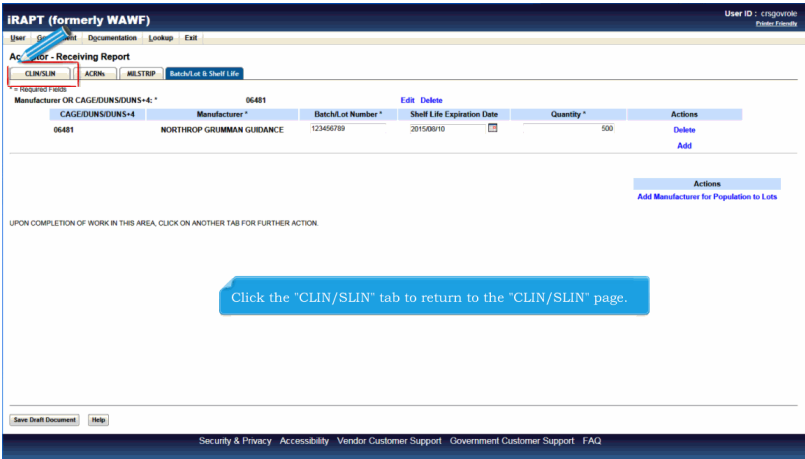 iRAPT (formerly WAWF)
User ID : crsgovrole
Printer Friendly
User Documentation Lookup Exit
- Receiving Report
CLIN/SLIN ACRNs MILSTRIP Batch/Lot & Shelf Life
* = Required Fields
Manufacturer OR CAGE/DUNS/DUNS+4: * 06481 Edit Delete
CAGE/DUNS/DUNS+4 Manufacturer * Batch/Lot Number * Shelf Life Expiration Date Quantity * Actions
06481 NORTHROP GRUMMAN GUIDANCE 123456789 2015/08/10 500 Delete
Add
Actions
Add Manufacturer for Population to Lots
UPON COMPLETION OF WORK IN THIS AREA, CLICK ON ANOTHER TAB FOR FURTHER ACTION.
Click the "CLIN/SLIN" tab to return to the "CLIN/SLIN" page.
Save Draft Document Help
Security & Privacy Accessibility Vendor Customer Support Government Customer Support FAQ